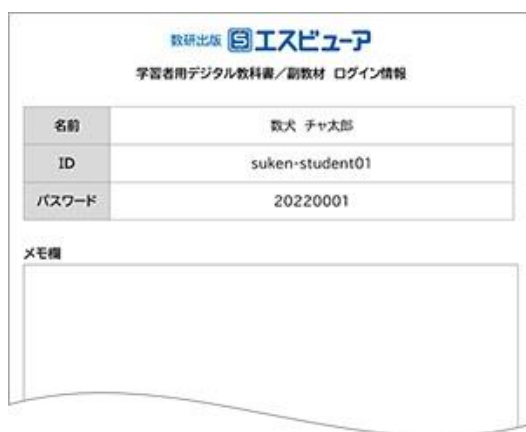 数研出版 エスビューア
学習者用デジタル教科書／副教材 ログイン情報
名前 数犬 チャ太郎
ID suken-student01
パスワード 20220001
メモ欄